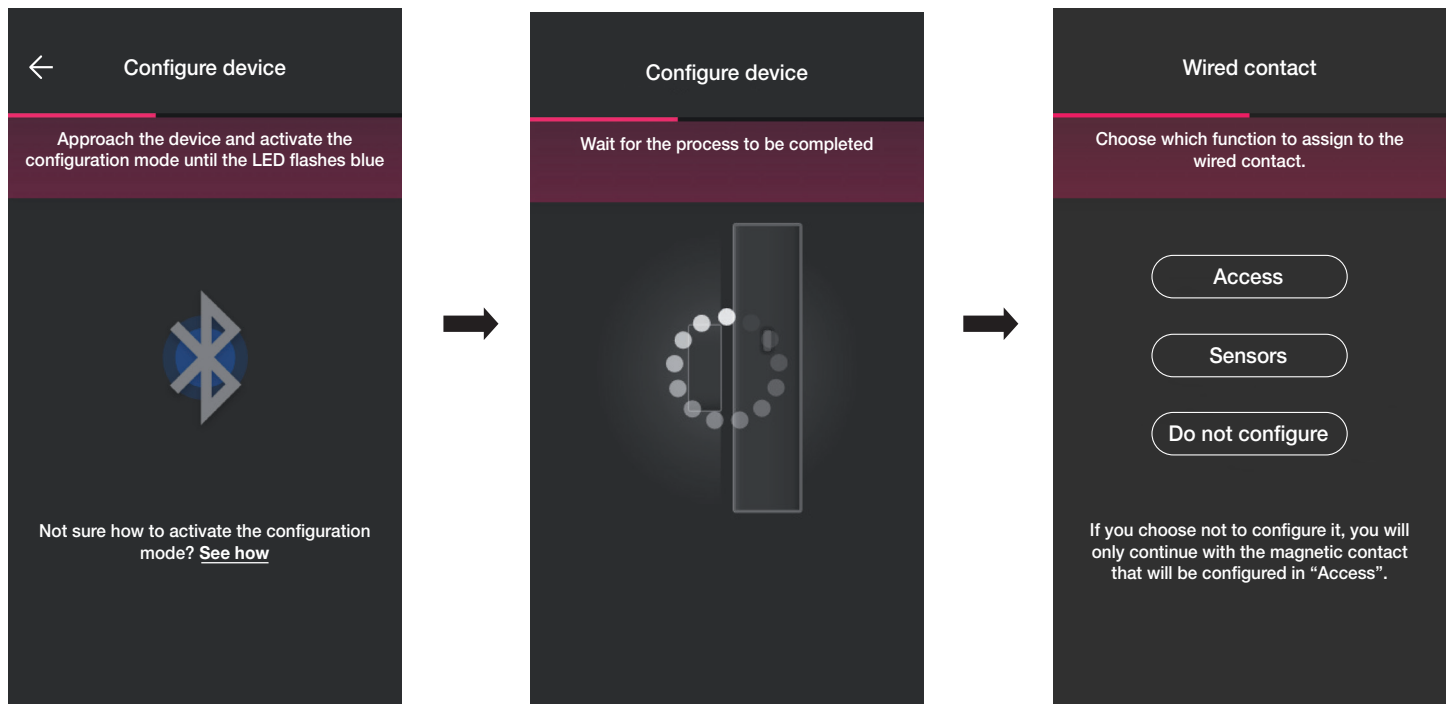 Configure device
Approach the device and activate the
configuration mode until the LED flashes blue
Not sure how to activate the configuration
mode? See how
Configure device
Wait for the process to be completed
Wired contact
Choose which function to assign to the
wired contact.
Access
Sensors
Do not configure
If you choose not to configure it, you will
only continue with the magnetic contact
that will be configured in “Access”.